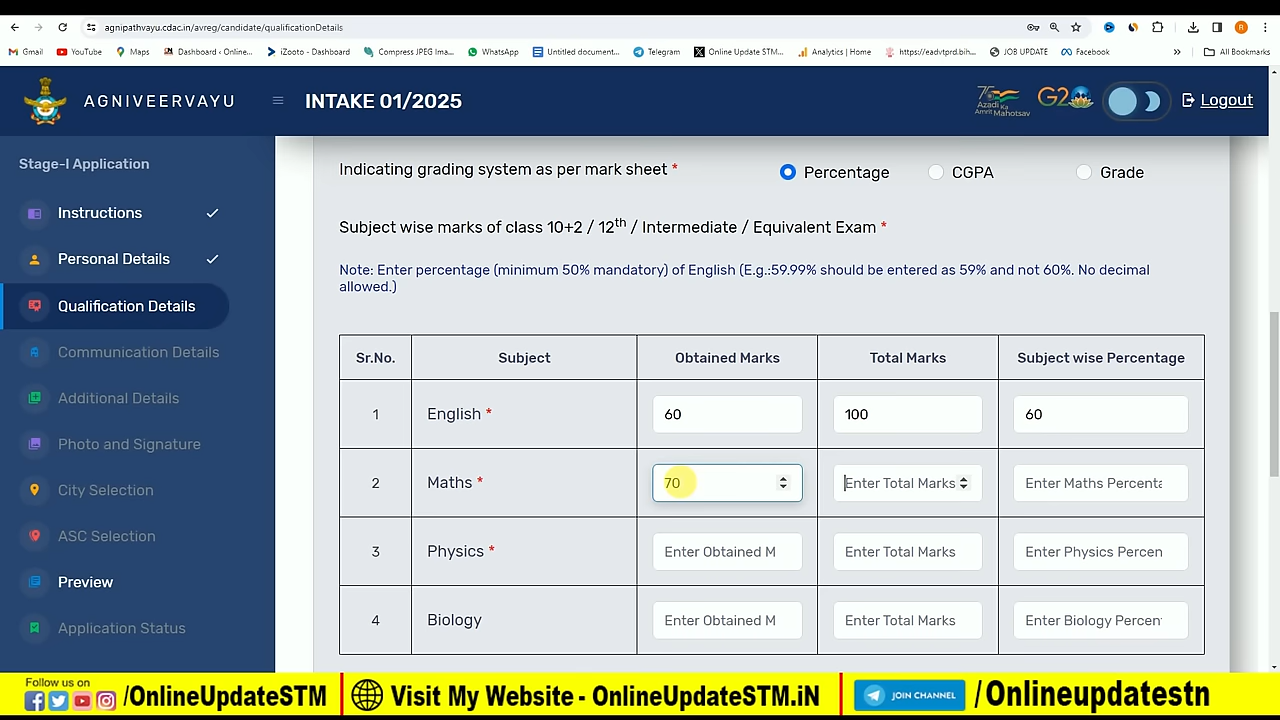 agnipathvayu.cdac.in/avreg/candidate/qualificationDetails
Gmail YouTube Maps Dashboard ‹ Online... iZooto - Dashboard Compress JPEG Ima... WhatsApp Untitled document... Telegram Online Update STM... Analytics | Home https://eadvtprd.bih... JOB UPDATE Facebook » All Bookmarks
AGNIVEERVAYU INTAKE 01/2025 75 Azadi Ka Amrit Mahotsav G20 Logout
Stage-I Application
Instructions
Personal Details
Qualification Details
Communication Details
Additional Details
Photo and Signature
City Selection
ASC Selection
Preview
Application Status
Indicating grading system as per mark sheet * Percentage CGPA Grade
Subject wise marks of class 10+2 / 12th / Intermediate / Equivalent Exam *
Note: Enter percentage (minimum 50% mandatory) of English (E.g.:59.99% should be entered as 59% and not 60%. No decimal
allowed.)
Sr.No. Subject Obtained Marks Total Marks Subject wise Percentage
1 English * 60 100 60
2 Maths * 70 Enter Total Marks Enter Maths Percenta
3 Physics * Enter Obtained M Enter Total Marks Enter Physics Percen
4 Biology Enter Obtained M Enter Total Marks Enter Biology Percen
Follow us on
/OnlineUpdateSTM Visit My Website - OnlineUpdateSTM.iN JOIN CHANNEL /Onlineupdatestn